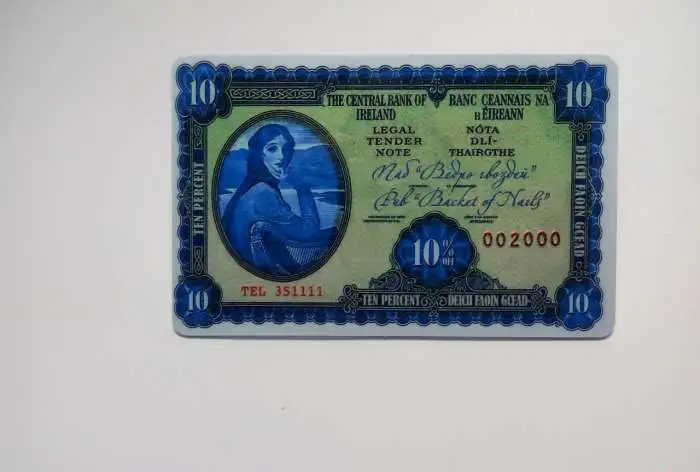 10
THE CENTRAL BANK OF IRELAND
BANC CEANNAIS NA HÉIREANN
10
LEGAL TENDER NOTE
NÓTA DLÍ-THAIRGTHE
Паб "Ведро гвоздей"
Pub "Backet of Nails"
TEN PERCENT
DEICH FAOIN GCÉAD
10% OFF
002000
TEL 351111
10
TEN PERCENT
DEICH FAOIN GCÉAD
10